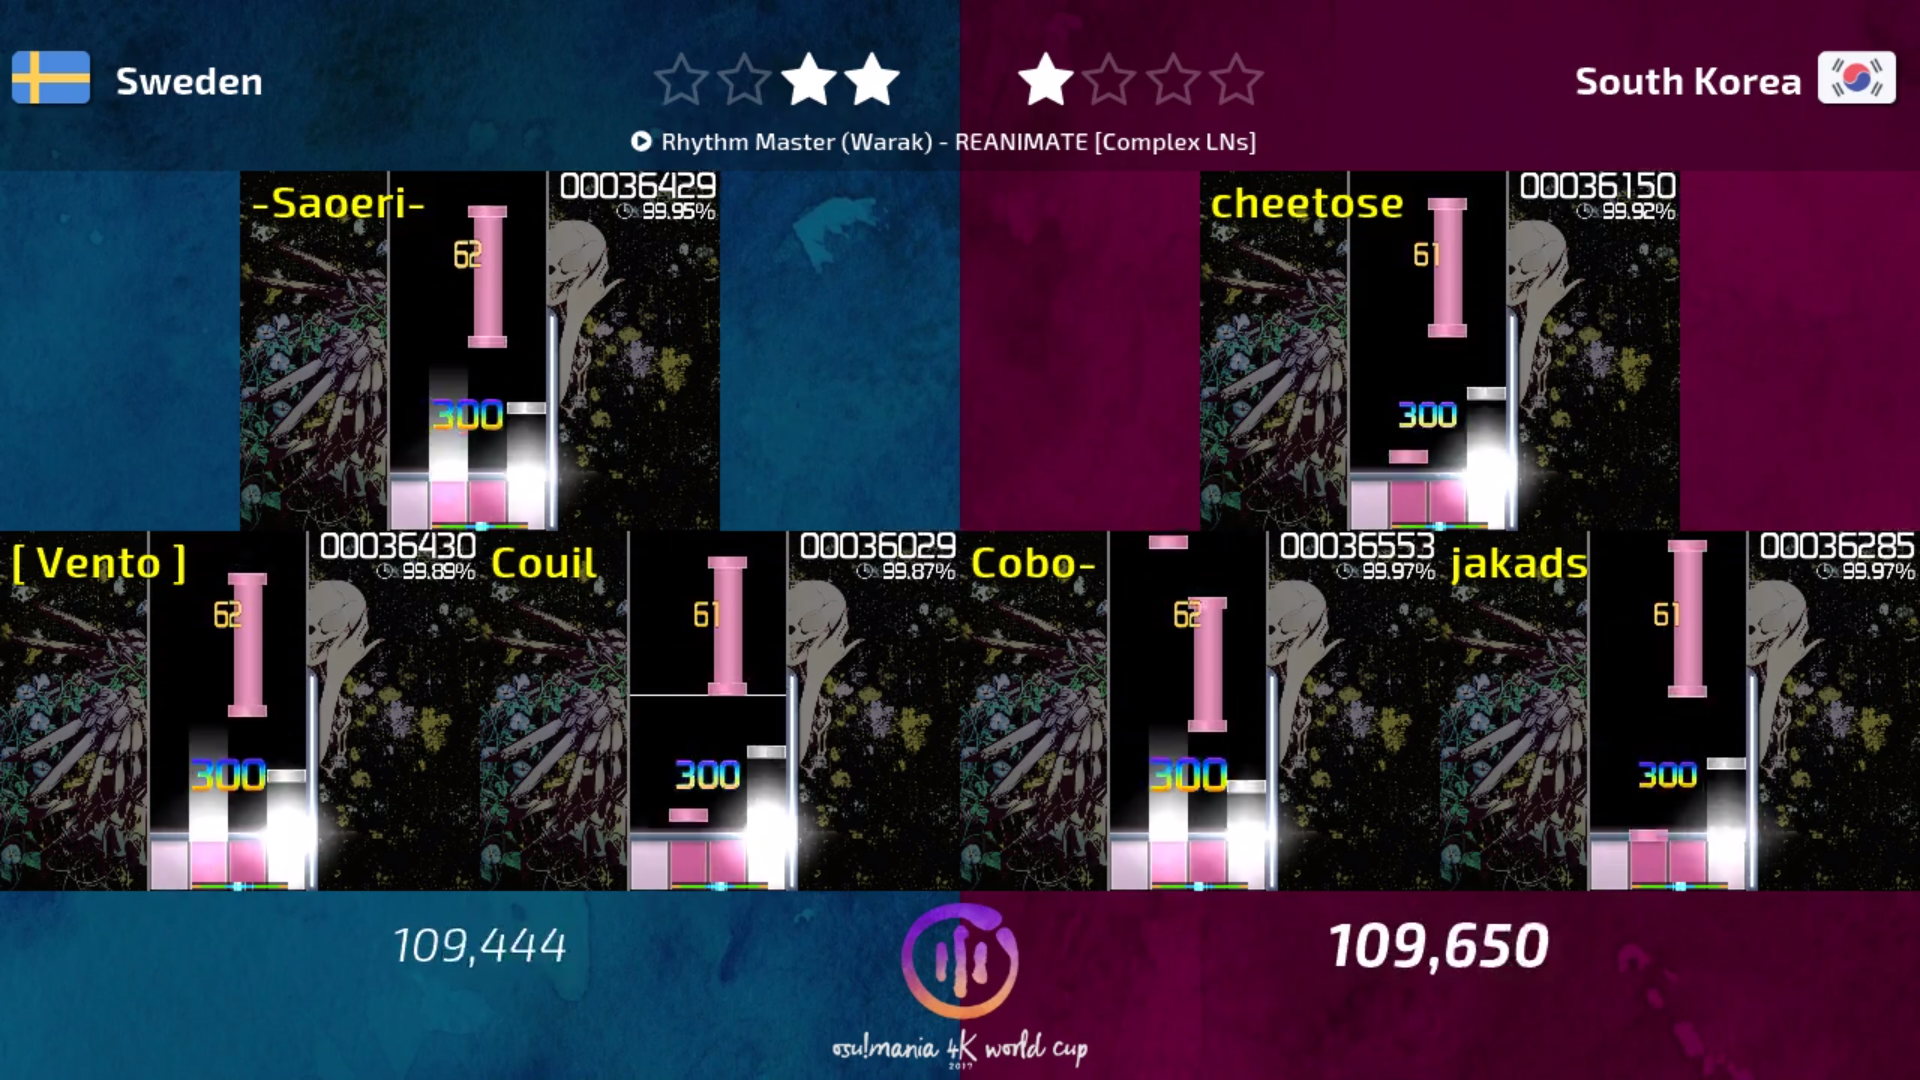 Sweden
South Korea
Rhythm Master (Warak) - REANIMATE [Complex LNs]
-Saoeri-
00036429
99.95%
62
300
cheetose
00036150
99.92%
61
300
[ Vento ]
00036430
99.89%
62
300
Couil
00036029
99.87%
61
300
Cobo-
00036553
99.97%
62
300
jakads
00036285
99.97%
61
300
109,444
109,650
osu!mania 4K world cup
2017